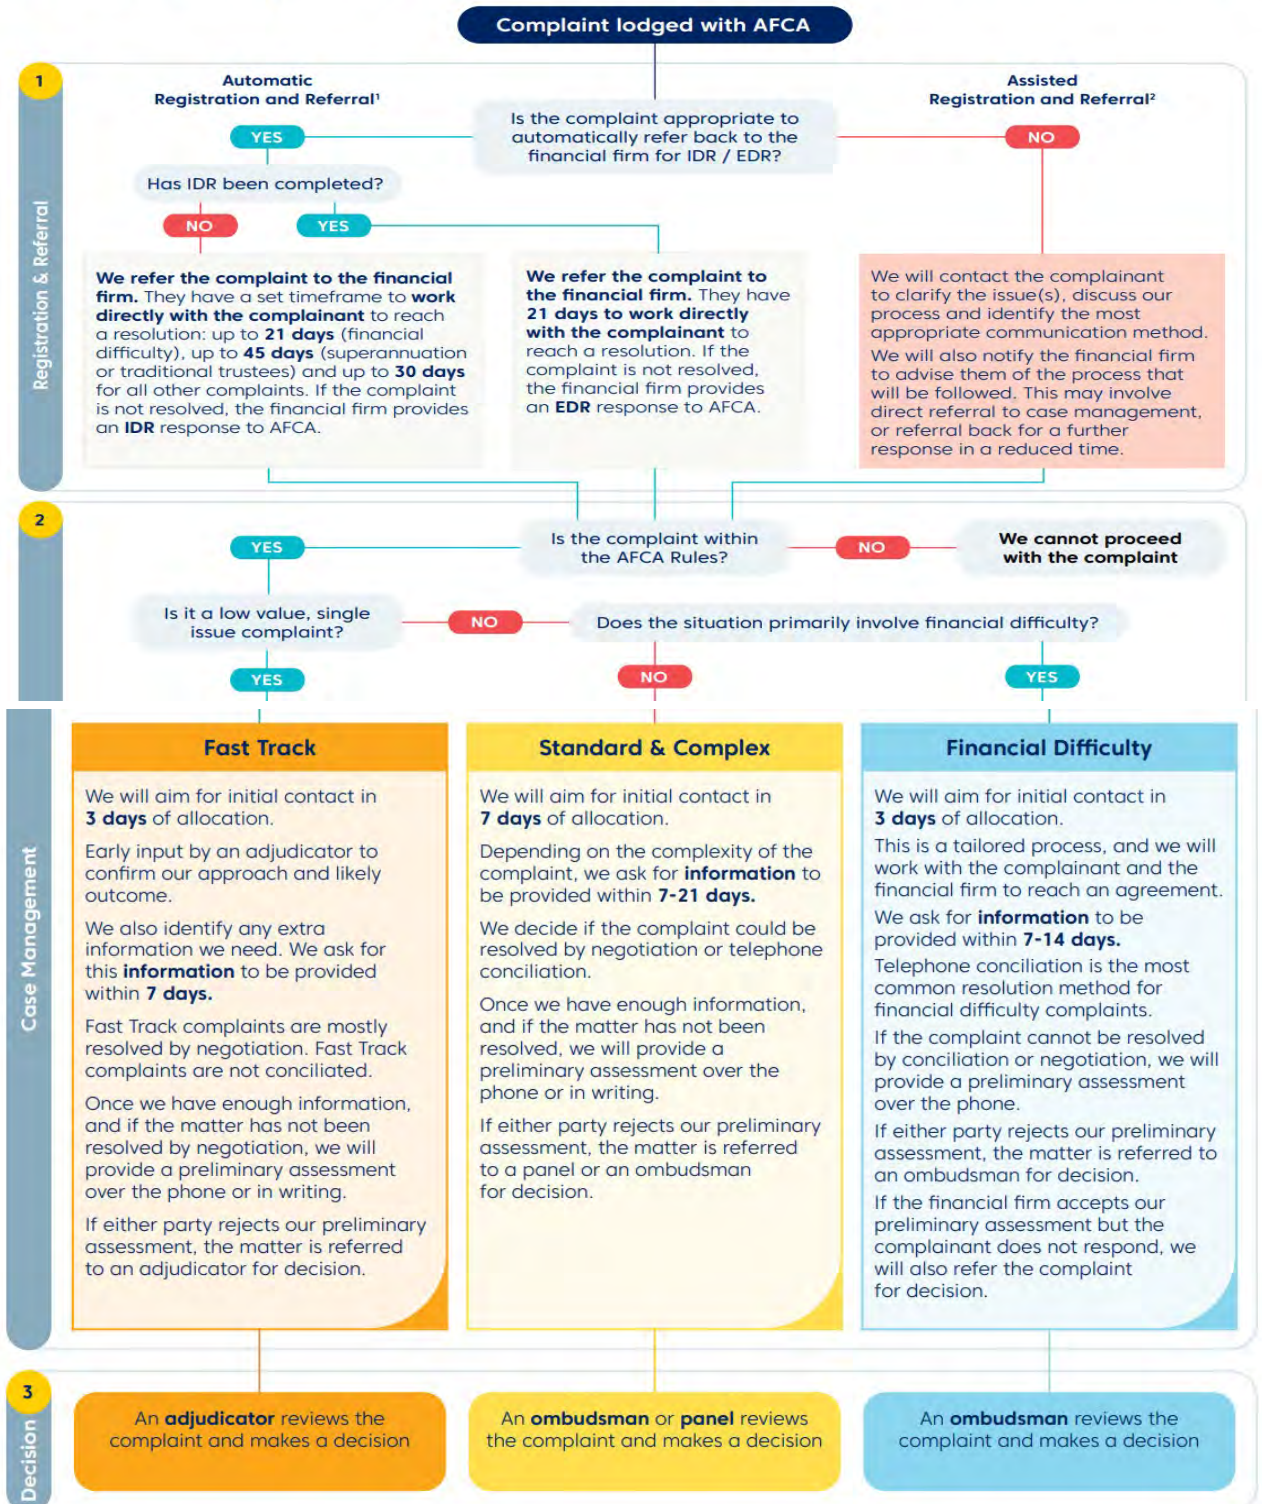 Complaint lodged with AFCA
1
Registration & Referral
Automatic
Registration and Referral¹
Is the complaint appropriate to
automatically refer back to the
financial firm for IDR / EDR?
Assisted
Registration and Referral²
YES
NO
Has IDR been completed?
NO
YES
We refer the complaint to the financial
firm. They have a set timeframe to work
directly with the complainant to reach
a resolution: up to 21 days (financial
difficulty), up to 45 days (superannuation
or traditional trustees) and up to 30 days
for all other complaints. If the complaint
is not resolved, the financial firm provides
an IDR response to AFCA.
We refer the complaint to
the financial firm. They have
21 days to work directly
with the complainant to
reach a resolution. If the
complaint is not resolved,
the financial firm provides
an EDR response to AFCA.
We will contact the complainant
to clarify the issue(s), discuss our
process and identify the most
appropriate communication method.
We will also notify the financial firm
to advise them of the process that
will be followed. This may involve
direct referral to case management,
or referral back for a further
response in a reduced time.
2
Case Management
Is the complaint within
the AFCA Rules?
YES
NO
We cannot proceed
with the complaint
Is it a low value, single
issue complaint?
NO
Does the situation primarily involve financial difficulty?
YES
NO
YES
Fast Track
We will aim for initial contact in
3 days of allocation.
Early input by an adjudicator to
confirm our approach and likely
outcome.
We also identify any extra
information we need. We ask for
this information to be provided
within 7 days.
Fast Track complaints are mostly
resolved by negotiation. Fast Track
complaints are not conciliated.
Once we have enough information,
and if the matter has not been
resolved by negotiation, we will
provide a preliminary assessment
over the phone or in writing.
If either party rejects our preliminary
assessment, the matter is referred
to an adjudicator for decision.
Standard & Complex
We will aim for initial contact in
7 days of allocation.
Depending on the complexity of the
complaint, we ask for information to
be provided within 7-21 days.
We decide if the complaint could be
resolved by negotiation or telephone
conciliation.
Once we have enough information,
and if the matter has not been
resolved, we will provide a
preliminary assessment over the
phone or in writing.
If either party rejects our preliminary
assessment, the matter is referred
to a panel or an ombudsman
for decision.
Financial Difficulty
We will aim for initial contact in
3 days of allocation.
This is a tailored process, and we will
work with the complainant and the
financial firm to reach an agreement.
We ask for information to be
provided within 7-14 days.
Telephone conciliation is the most
common resolution method for
financial difficulty complaints.
If the complaint cannot be resolved
by conciliation or negotiation, we will
provide a preliminary assessment
over the phone.
If either party rejects our preliminary
assessment, the matter is referred to
an ombudsman for decision.
If the financial firm accepts our
preliminary assessment but the
complainant does not respond, we
will also refer the complaint
for decision.
3
Decision
An adjudicator reviews the
complaint and makes a decision
An ombudsman or panel reviews
the complaint and makes a decision
An ombudsman reviews the
complaint and makes a decision